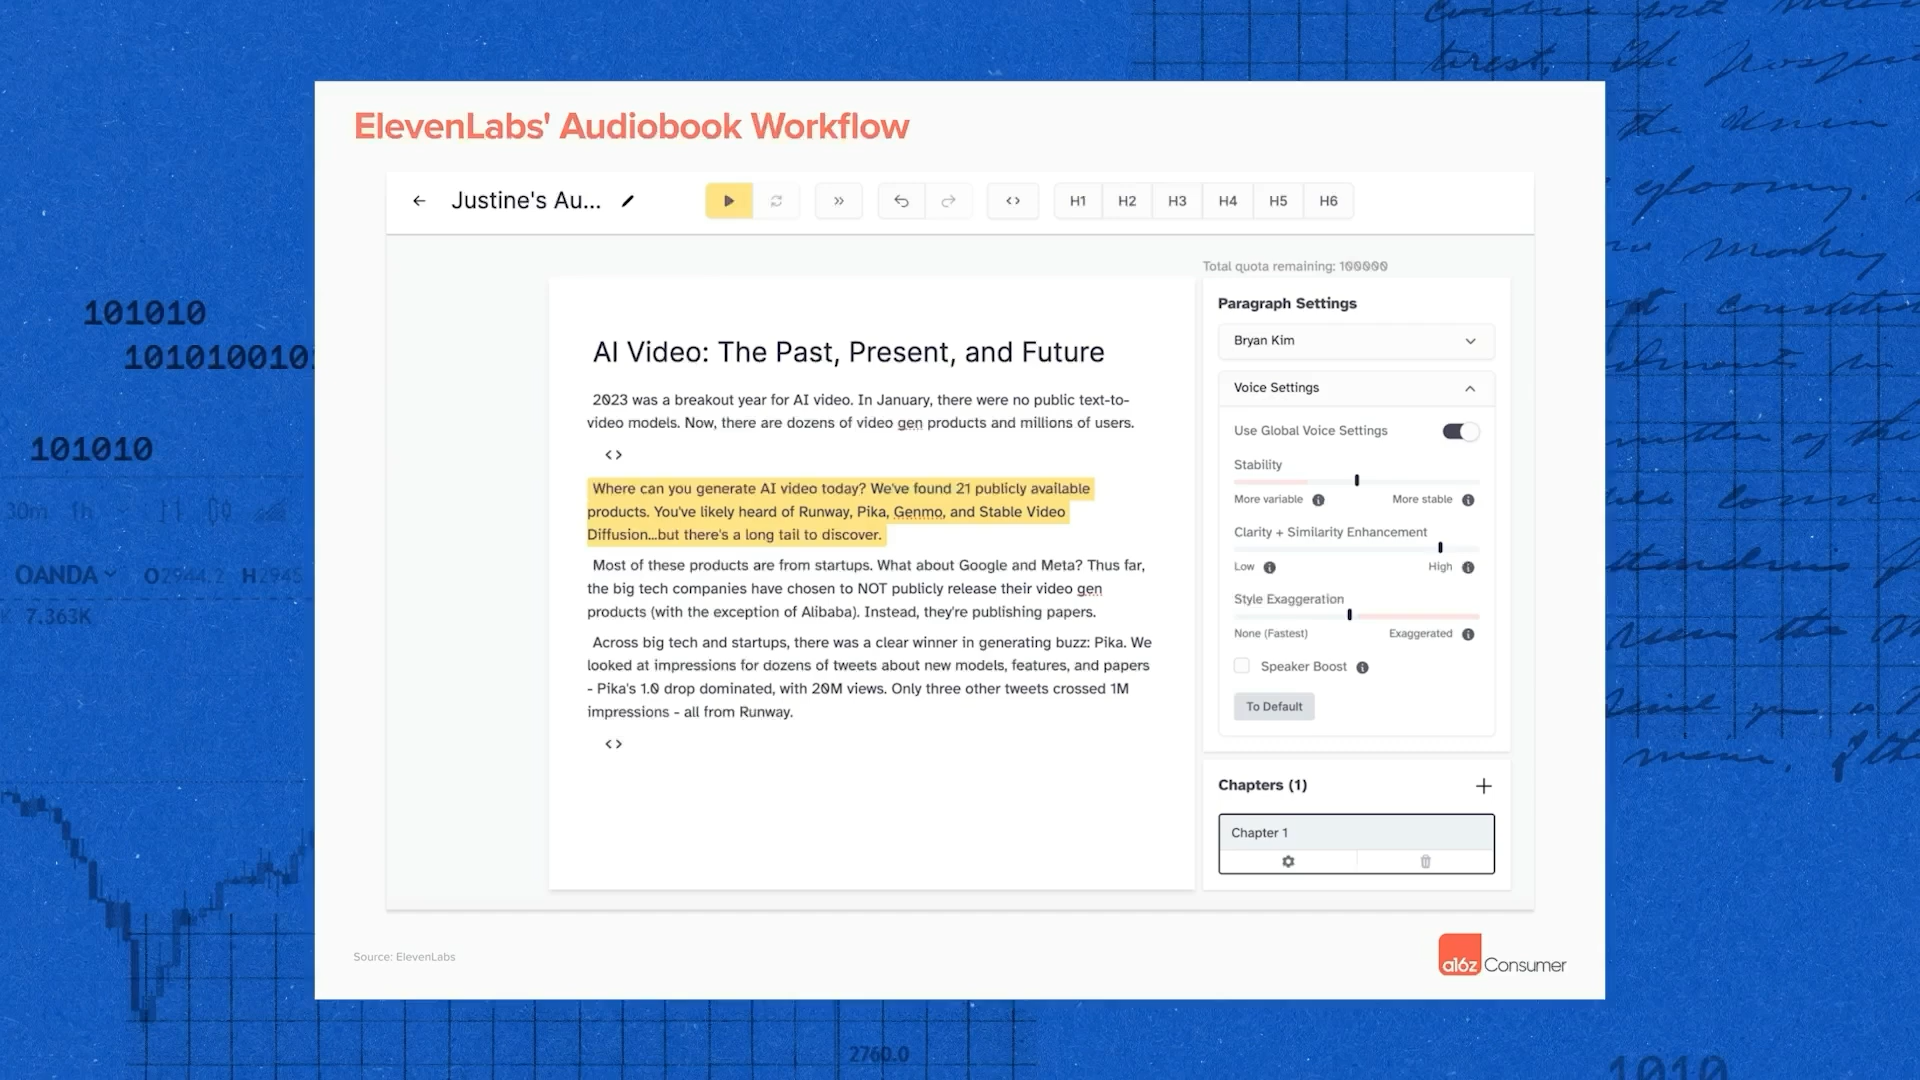 ElevenLabs' Audiobook Workflow
Justine's Au...
H1 H2 H3 H4 H5 H6
Total quota remaining: 100000
AI Video: The Past, Present, and Future
2023 was a breakout year for AI video. In January, there were no public text-to-
video models. Now, there are dozens of video gen products and millions of users.
<>
Where can you generate AI video today? We've found 21 publicly available
products. You've likely heard of Runway, Pika, Genmo, and Stable Video
Diffusion...but there's a long tail to discover.
Most of these products are from startups. What about Google and Meta? Thus far,
the big tech companies have chosen to NOT publicly release their video gen
products (with the exception of Alibaba). Instead, they're publishing papers.
Across big tech and startups, there was a clear winner in generating buzz: Pika. We
looked at impressions for dozens of tweets about new models, features, and papers
- Pika's 1.0 drop dominated, with 20M views. Only three other tweets crossed 1M
impressions - all from Runway.
<>
Paragraph Settings
Bryan Kim
Voice Settings
Use Global Voice Settings
Stability
More variable More stable
Clarity + Similarity Enhancement
Low High
Style Exaggeration
None (Fastest) Exaggerated
Speaker Boost
To Default
Chapters (1)
Chapter 1
Source: ElevenLabs
a16z Consumer
101010
101010010
101010
30m 1h
OANDA O2944.2 H2945
7.363K
2760.0
1010